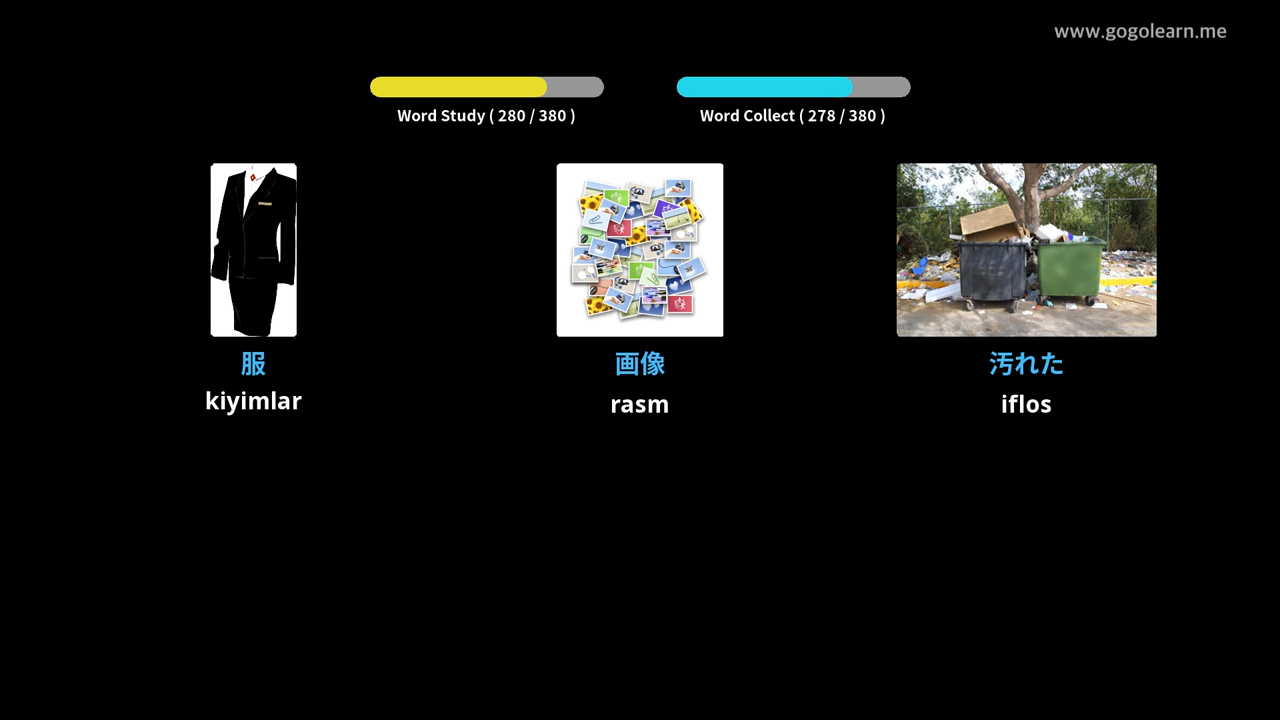 www.gogolearn.me
Word Study ( 280 / 380 )
Word Collect ( 278 / 380 )
服
画像
汚れた
kiyimlar
rasm
iflos